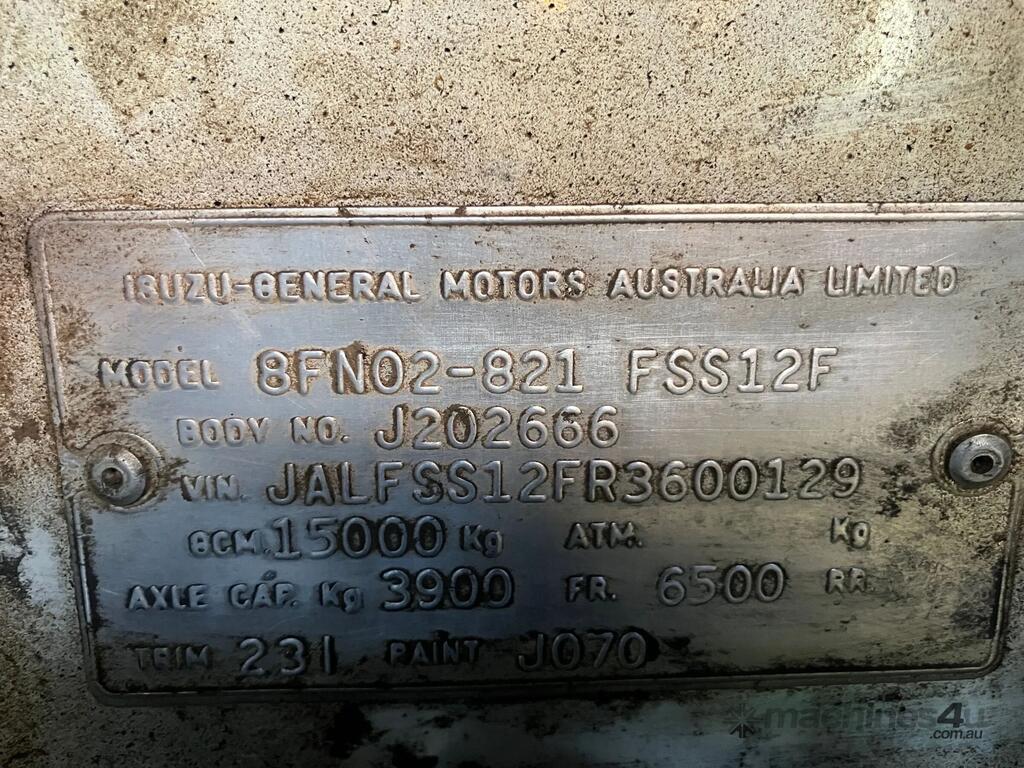 ISUZU-GENERAL MOTORS AUSTRALIA LIMITED
MODEL 8FN02-821 FSS12F
BODY NO. J202666
VIN. JALFSS12FR3600129
GCM. 15000 Kg ATM. Kg
AXLE CAP. Kg 3900 FR. 6500 RR.
TRIM 231 PAINT J070
machines4u
.com.au